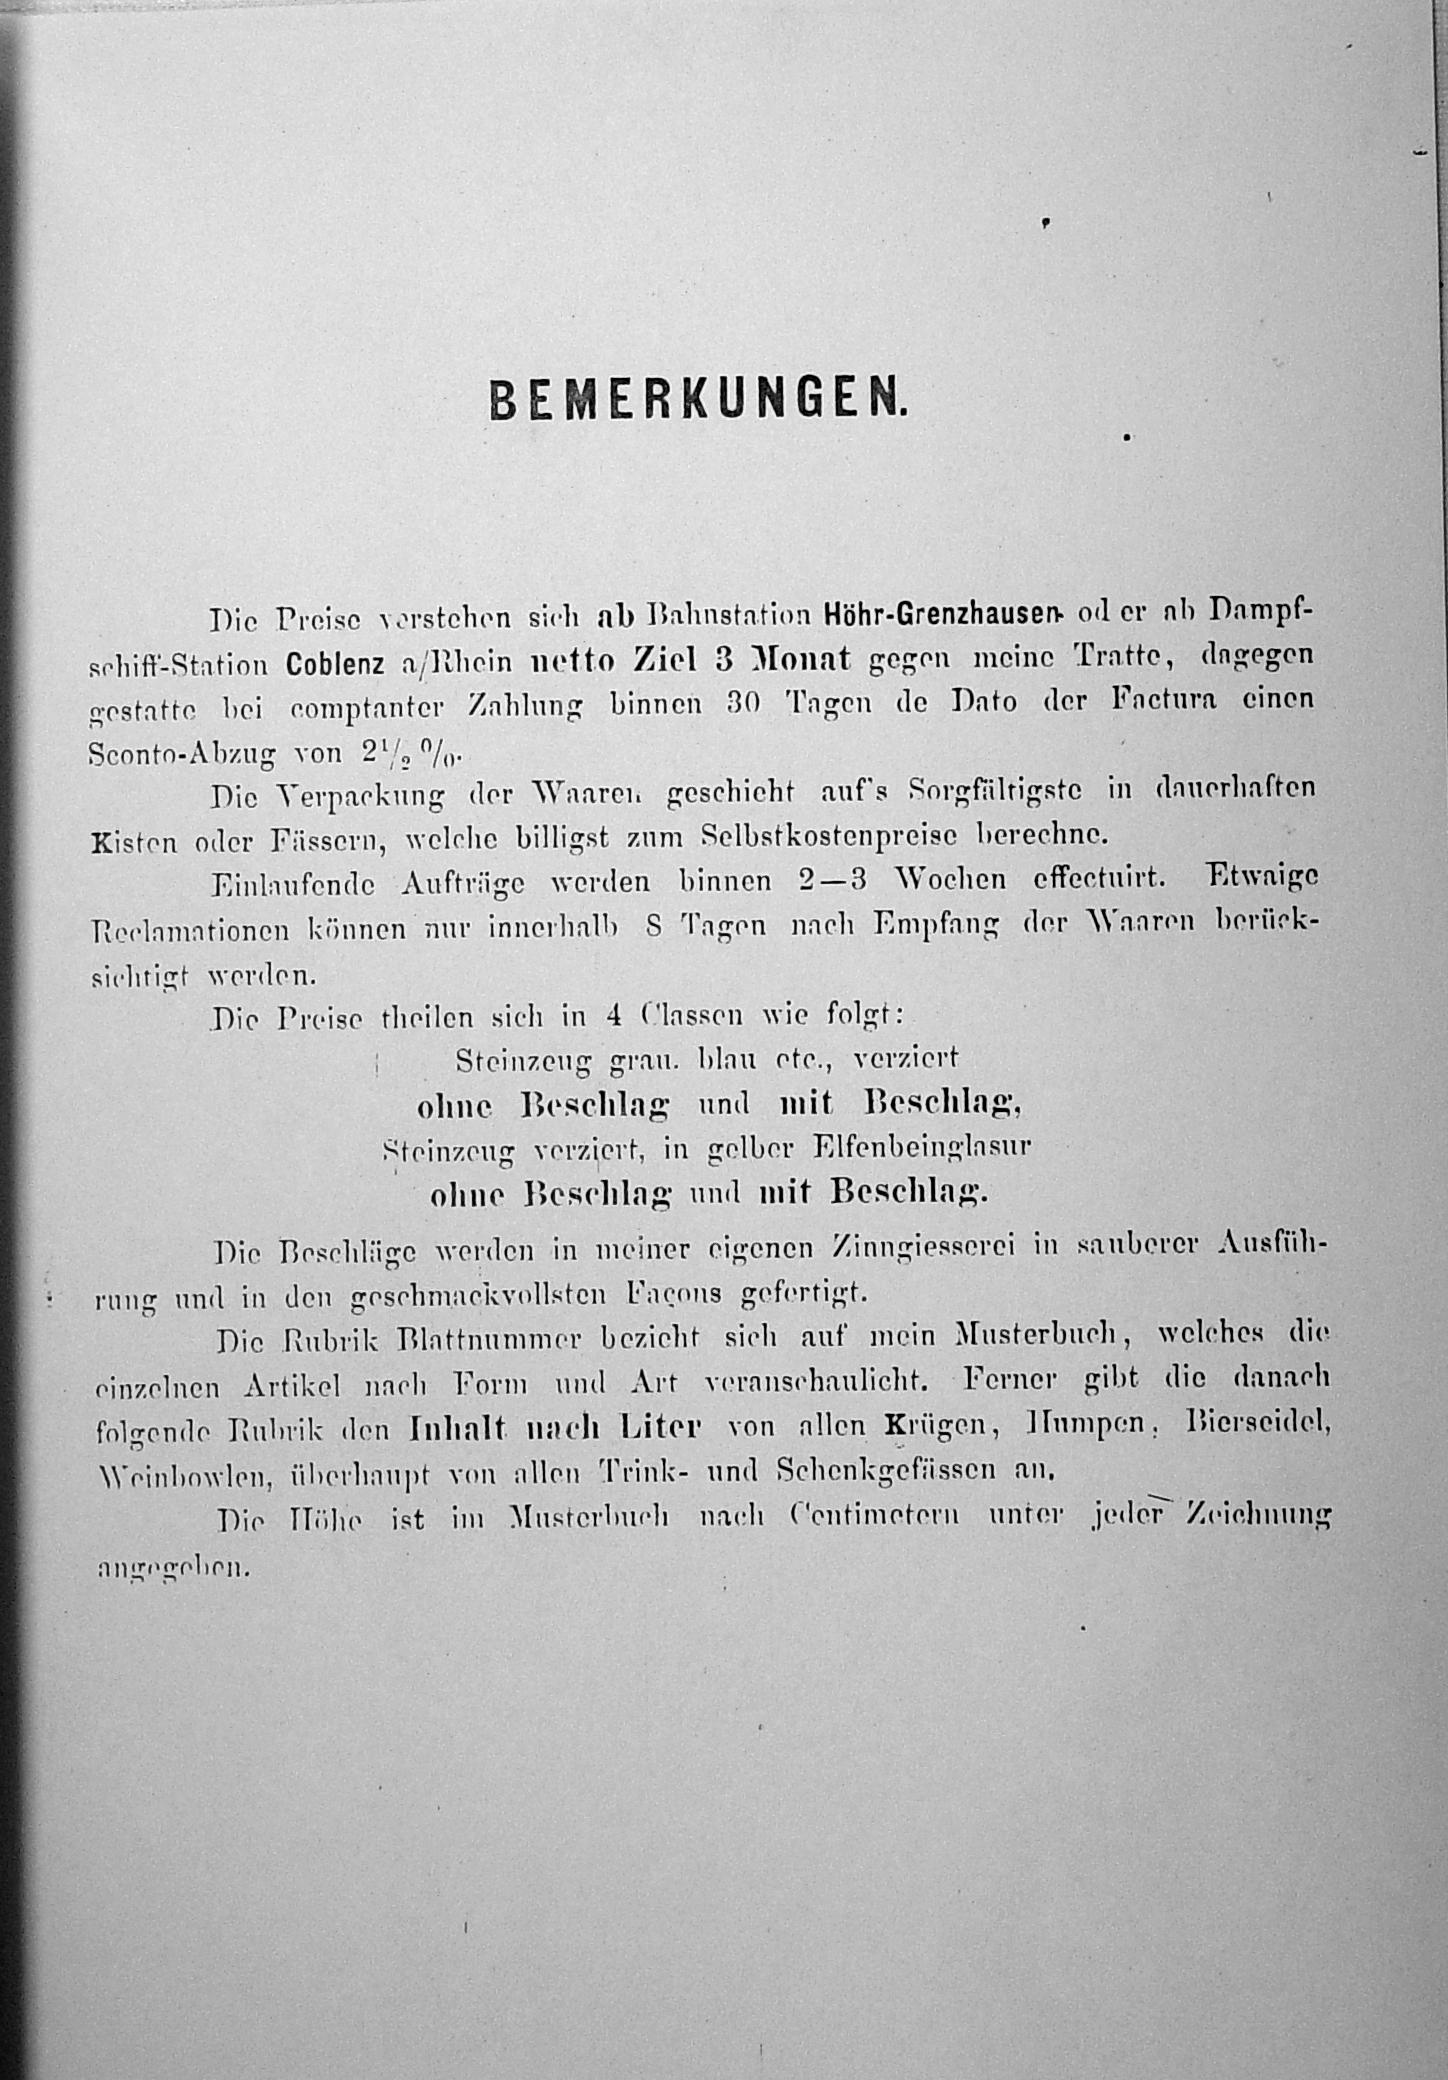 BEMERKUNGEN.
Die Preise verstehen sich ab Bahnstation Höhr-Grenzhausen oder ab Dampf-
schiff-Station Coblenz a/Rhein netto Ziel 3 Monat gegen meine Tratte, dagegen
gestatte bei comptanter Zahlung binnen 30 Tagen de Dato der Factura einen
Sconto-Abzug von 2½ %.
Die Verpackung der Waaren geschieht auf's Sorgfältigste in dauerhaften
Kisten oder Fässern, welche billigst zum Selbstkostenpreise berechne.
Einlaufende Aufträge werden binnen 2—3 Wochen effectuirt. Etwaige
Reclamationen können nur innerhalb 8 Tagen nach Empfang der Waaren berück-
sichtigt werden.
Die Preise theilen sich in 4 Classen wie folgt:
Steinzeug grau. blau etc., verziert
ohne Beschlag und mit Beschlag,
Steinzeug verziert, in gelber Elfenbeinglasur
ohne Beschlag und mit Beschlag.
Die Beschläge werden in meiner eigenen Zinngiesserei in sauberer Ausfüh-
rung und in den geschmackvollsten Façons gefertigt.
Die Rubrik Blattnummer bezieht sich auf mein Musterbuch, welches die
einzelnen Artikel nach Form und Art veranschaulicht. Ferner gibt die danach
folgende Rubrik den Inhalt nach Liter von allen Krügen, Humpen, Bierseidel,
Weinbowlen, überhaupt von allen Trink- und Schenkgefässen an.
Die Höhe ist im Musterbuch nach Centimetern unter jeder Zeichnung
angegeben.